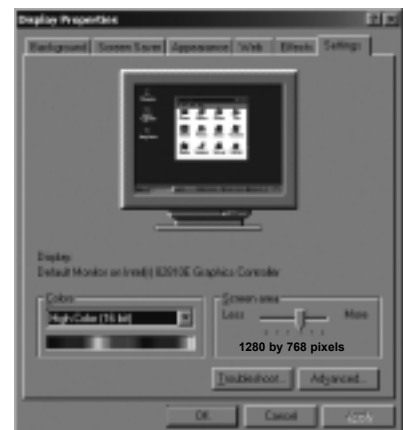 Display Properties
Background Screen Saver Appearance Web Effects Settings
Display:
Default Monitor on Intel(r) 82810E Graphics Controller
Colors
High Color (16 bit)
Screen area
Less More
1280 by 768 pixels
Troubleshoot... Advanced...
OK Cancel Apply